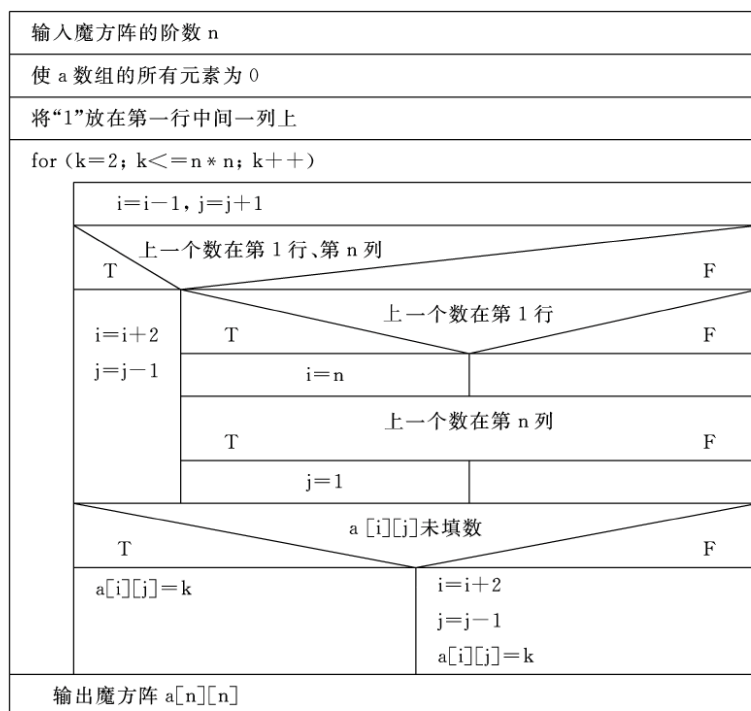 输入魔方阵的阶数 n
使 a 数组的所有元素为 0
将“1”放在第一行中间一列上
for (k=2; k<=n*n; k++)
i=i-1, j=j+1
上一个数在第 1 行、第 n 列
T
F
i=i+2
j=j-1
上一个数在第 1 行
T
F
i=n
上一个数在第 n 列
T
F
j=1
a[i][j]未填数
T
F
a[i][j]=k
i=i+2
j=j-1
a[i][j]=k
输出魔方阵 a[n][n]